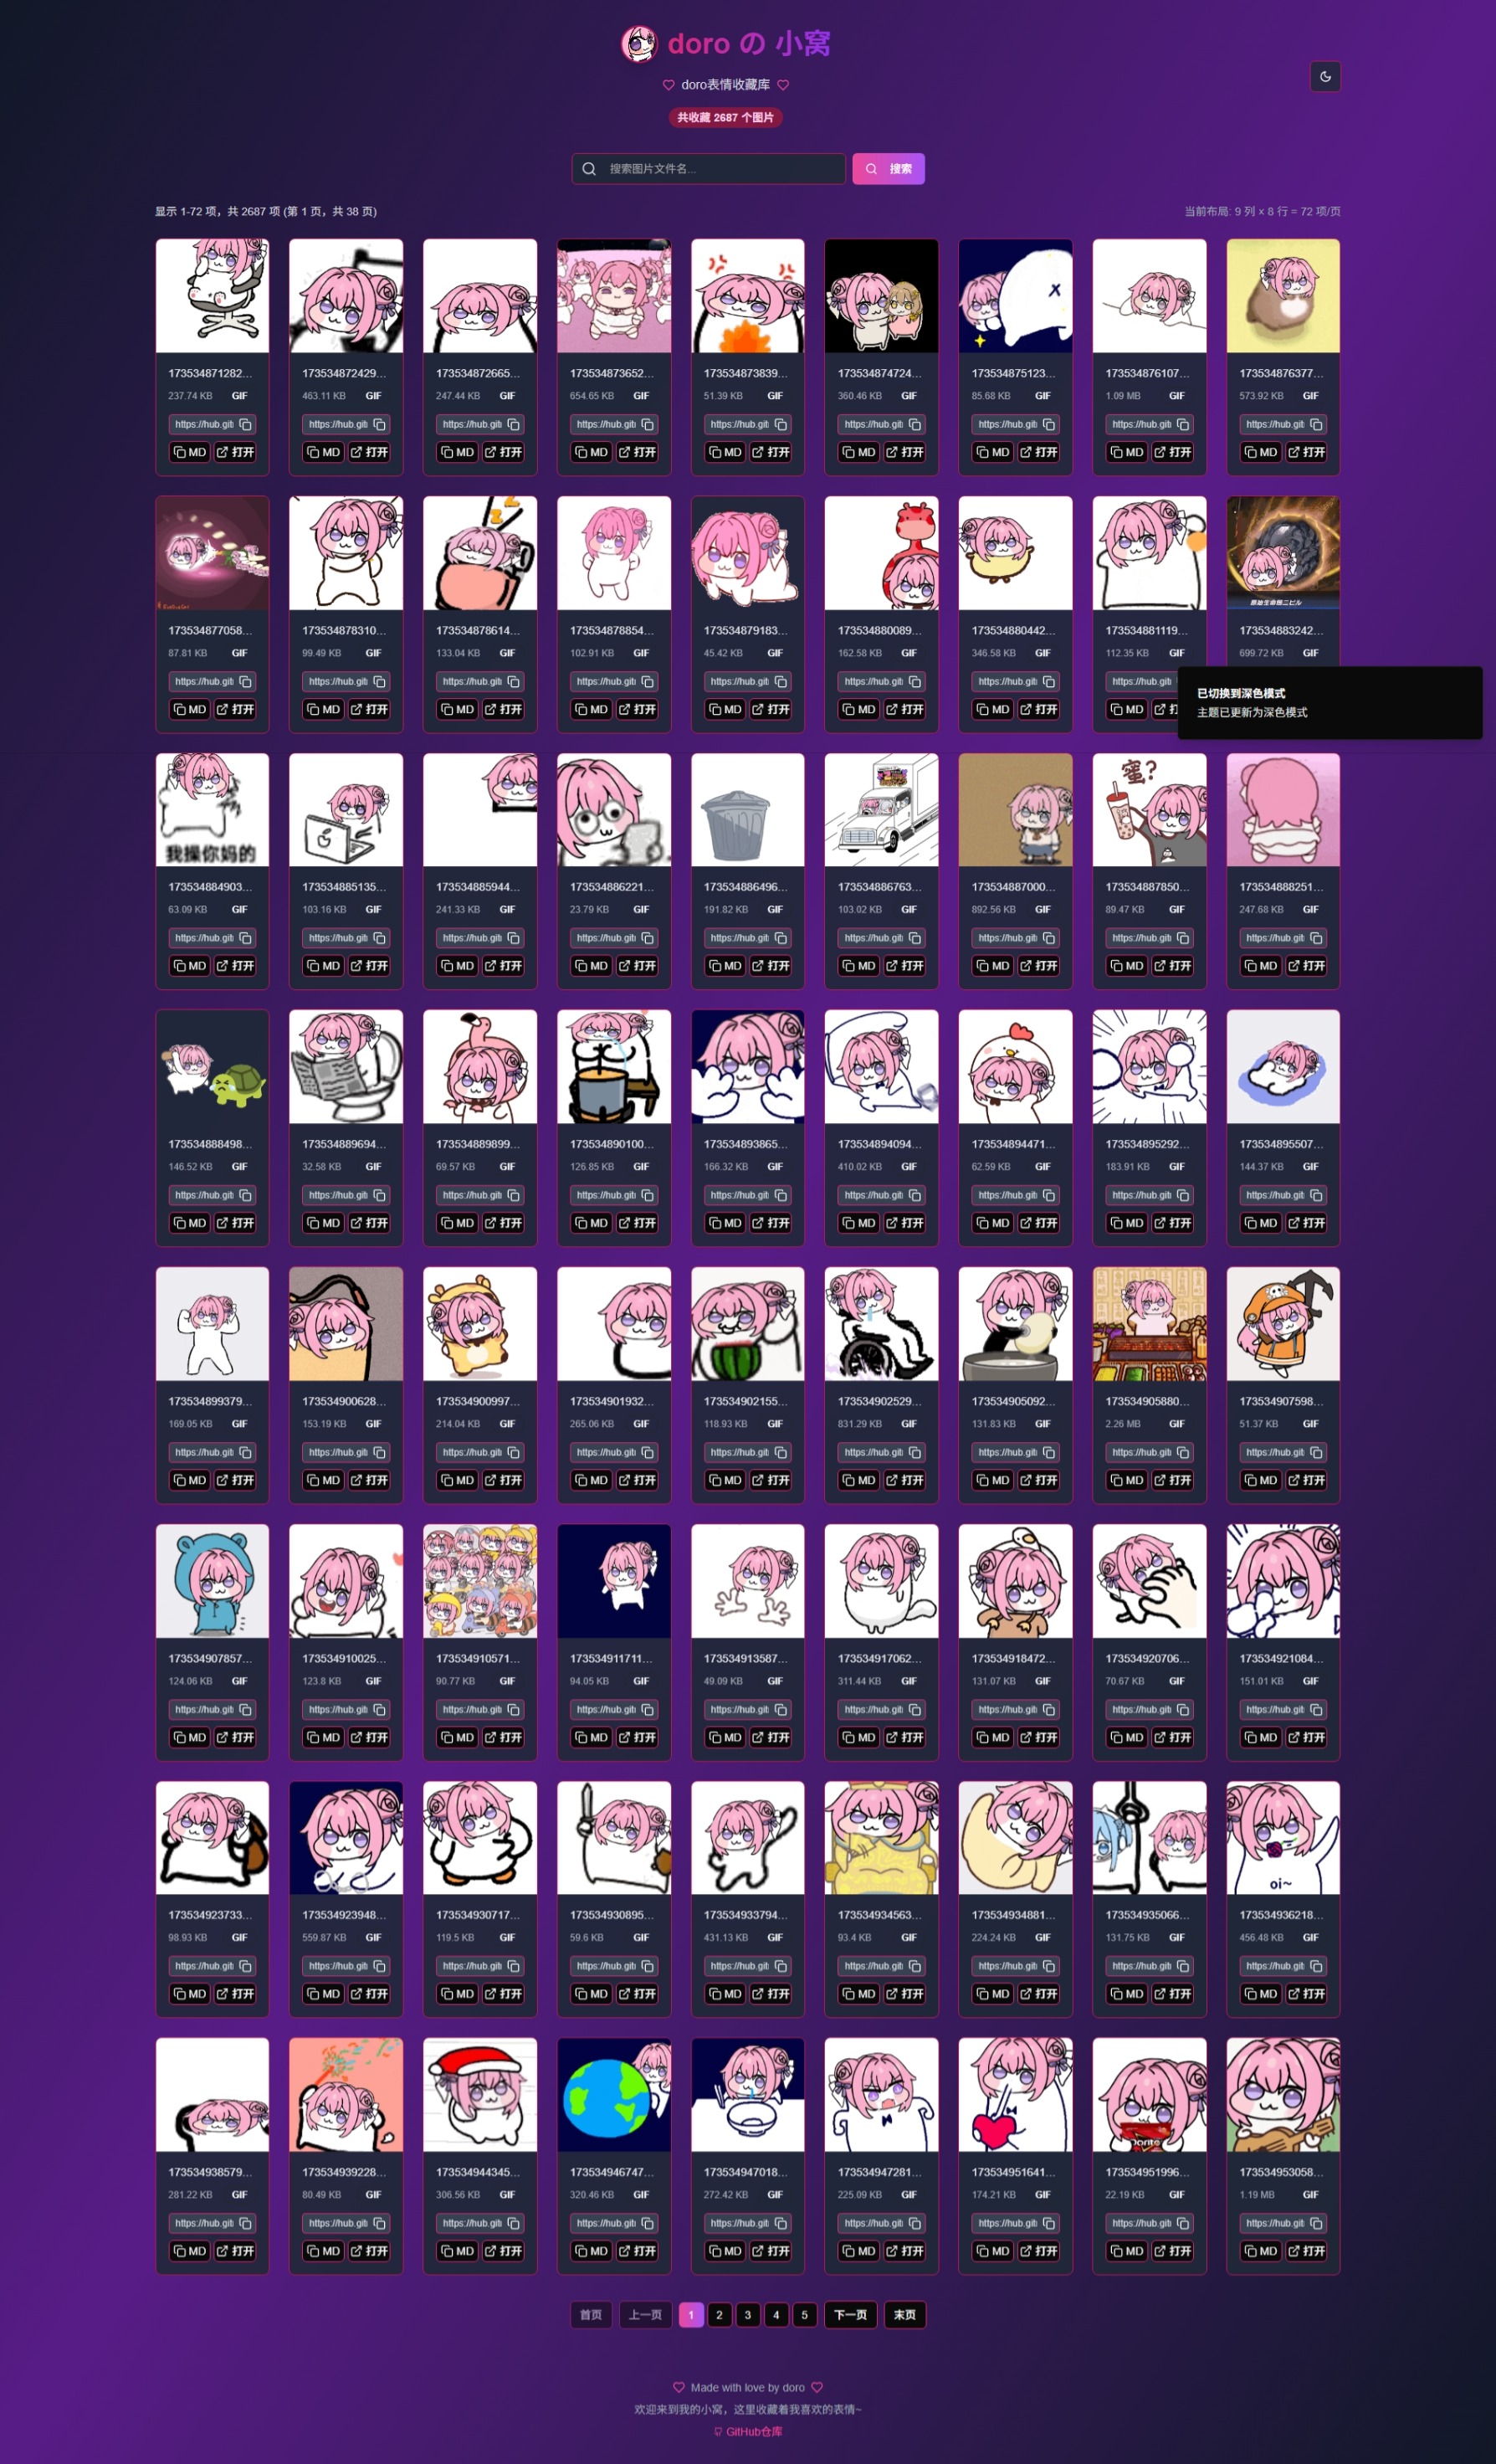 doro の 小窝
doro表情收藏库
共收藏 2687 个图片
搜索图片文件名...
搜索
显示 1-72 项，共 2687 项 (第 1 页，共 38 页)
当前布局: 9 列 × 8 行 = 72 项/页
173534871282... 173534872429... 173534872665... 173534873652... 173534873839... 173534874724... 173534875123... 173534876107... 173534876377...
237.74 KB GIF 463.11 KB GIF 247.44 KB GIF 654.65 KB GIF 51.39 KB GIF 360.46 KB GIF 85.68 KB GIF 1.09 MB GIF 573.92 KB GIF
https://hub.git https://hub.git https://hub.git https://hub.git https://hub.git https://hub.git https://hub.git https://hub.git https://hub.git
MD 打开 MD 打开 MD 打开 MD 打开 MD 打开 MD 打开 MD 打开 MD 打开 MD 打开
173534877058... 173534878310... 173534878614... 173534878854... 173534879183... 173534880089... 173534880442... 173534881119... 173534883242...
87.81 KB GIF 99.49 KB GIF 133.04 KB GIF 102.91 KB GIF 45.42 KB GIF 162.58 KB GIF 346.58 KB GIF 112.35 KB GIF 699.72 KB GIF
https://hub.git https://hub.git https://hub.git https://hub.git https://hub.git https://hub.git https://hub.git https://hub.git
MD 打开 MD 打开 MD 打开 MD 打开 MD 打开 MD 打开 MD 打开 MD
已切换到深色模式
主题已更新为深色模式
我操你妈的
蜜?
173534884903... 173534885135... 173534885944... 173534886221... 173534886496... 173534886763... 173534887000... 173534887850... 173534888251...
63.09 KB GIF 103.16 KB GIF 241.33 KB GIF 23.79 KB GIF 191.82 KB GIF 103.02 KB GIF 892.56 KB GIF 89.47 KB GIF 247.68 KB GIF
https://hub.git https://hub.git https://hub.git https://hub.git https://hub.git https://hub.git https://hub.git https://hub.git https://hub.git
MD 打开 MD 打开 MD 打开 MD 打开 MD 打开 MD 打开 MD 打开 MD 打开 MD 打开
173534888498... 173534889694... 173534889899... 173534890100... 173534893865... 173534894094... 173534894471... 173534895292... 173534895507...
146.52 KB GIF 32.58 KB GIF 69.57 KB GIF 126.85 KB GIF 166.32 KB GIF 410.02 KB GIF 62.59 KB GIF 183.91 KB GIF 144.37 KB GIF
https://hub.git https://hub.git https://hub.git https://hub.git https://hub.git https://hub.git https://hub.git https://hub.git https://hub.git
MD 打开 MD 打开 MD 打开 MD 打开 MD 打开 MD 打开 MD 打开 MD 打开 MD 打开
173534899379... 173534900628... 173534900997... 173534901932... 173534902155... 173534902529... 173534905092... 173534905880... 173534907598...
169.05 KB GIF 153.19 KB GIF 214.04 KB GIF 265.06 KB GIF 118.93 KB GIF 831.29 KB GIF 131.83 KB GIF 2.26 MB GIF 51.37 KB GIF
https://hub.git https://hub.git https://hub.git https://hub.git https://hub.git https://hub.git https://hub.git https://hub.git https://hub.git
MD 打开 MD 打开 MD 打开 MD 打开 MD 打开 MD 打开 MD 打开 MD 打开 MD 打开
173534907857... 173534910025... 173534910571... 173534911711... 173534913587... 173534917062... 173534918472... 173534920706... 173534921084...
124.06 KB GIF 123.8 KB GIF 90.77 KB GIF 94.05 KB GIF 49.09 KB GIF 311.44 KB GIF 131.07 KB GIF 70.67 KB GIF 151.01 KB GIF
https://hub.git https://hub.git https://hub.git https://hub.git https://hub.git https://hub.git https://hub.git https://hub.git https://hub.git
MD 打开 MD 打开 MD 打开 MD 打开 MD 打开 MD 打开 MD 打开 MD 打开 MD 打开
oi~
173534923733... 173534923948... 173534930717... 173534930895... 173534933794... 173534934563... 173534934881... 173534935066... 173534936218...
98.93 KB GIF 559.87 KB GIF 119.5 KB GIF 59.6 KB GIF 431.13 KB GIF 93.4 KB GIF 224.24 KB GIF 131.75 KB GIF 456.48 KB GIF
https://hub.git https://hub.git https://hub.git https://hub.git https://hub.git https://hub.git https://hub.git https://hub.git https://hub.git
MD 打开 MD 打开 MD 打开 MD 打开 MD 打开 MD 打开 MD 打开 MD 打开 MD 打开
173534938579... 173534939228... 173534944345... 173534946747... 173534947018... 173534947281... 173534951641... 173534951996... 173534953058...
281.22 KB GIF 80.49 KB GIF 306.56 KB GIF 320.46 KB GIF 272.42 KB GIF 225.09 KB GIF 174.21 KB GIF 22.19 KB GIF 1.19 MB GIF
https://hub.git https://hub.git https://hub.git https://hub.git https://hub.git https://hub.git https://hub.git https://hub.git https://hub.git
MD 打开 MD 打开 MD 打开 MD 打开 MD 打开 MD 打开 MD 打开 MD 打开 MD 打开
首页 上一页 1 2 3 4 5 下一页 末页
Made with love by doro
欢迎来到我的小窝，这里收藏着我喜欢的表情~
GitHub仓库